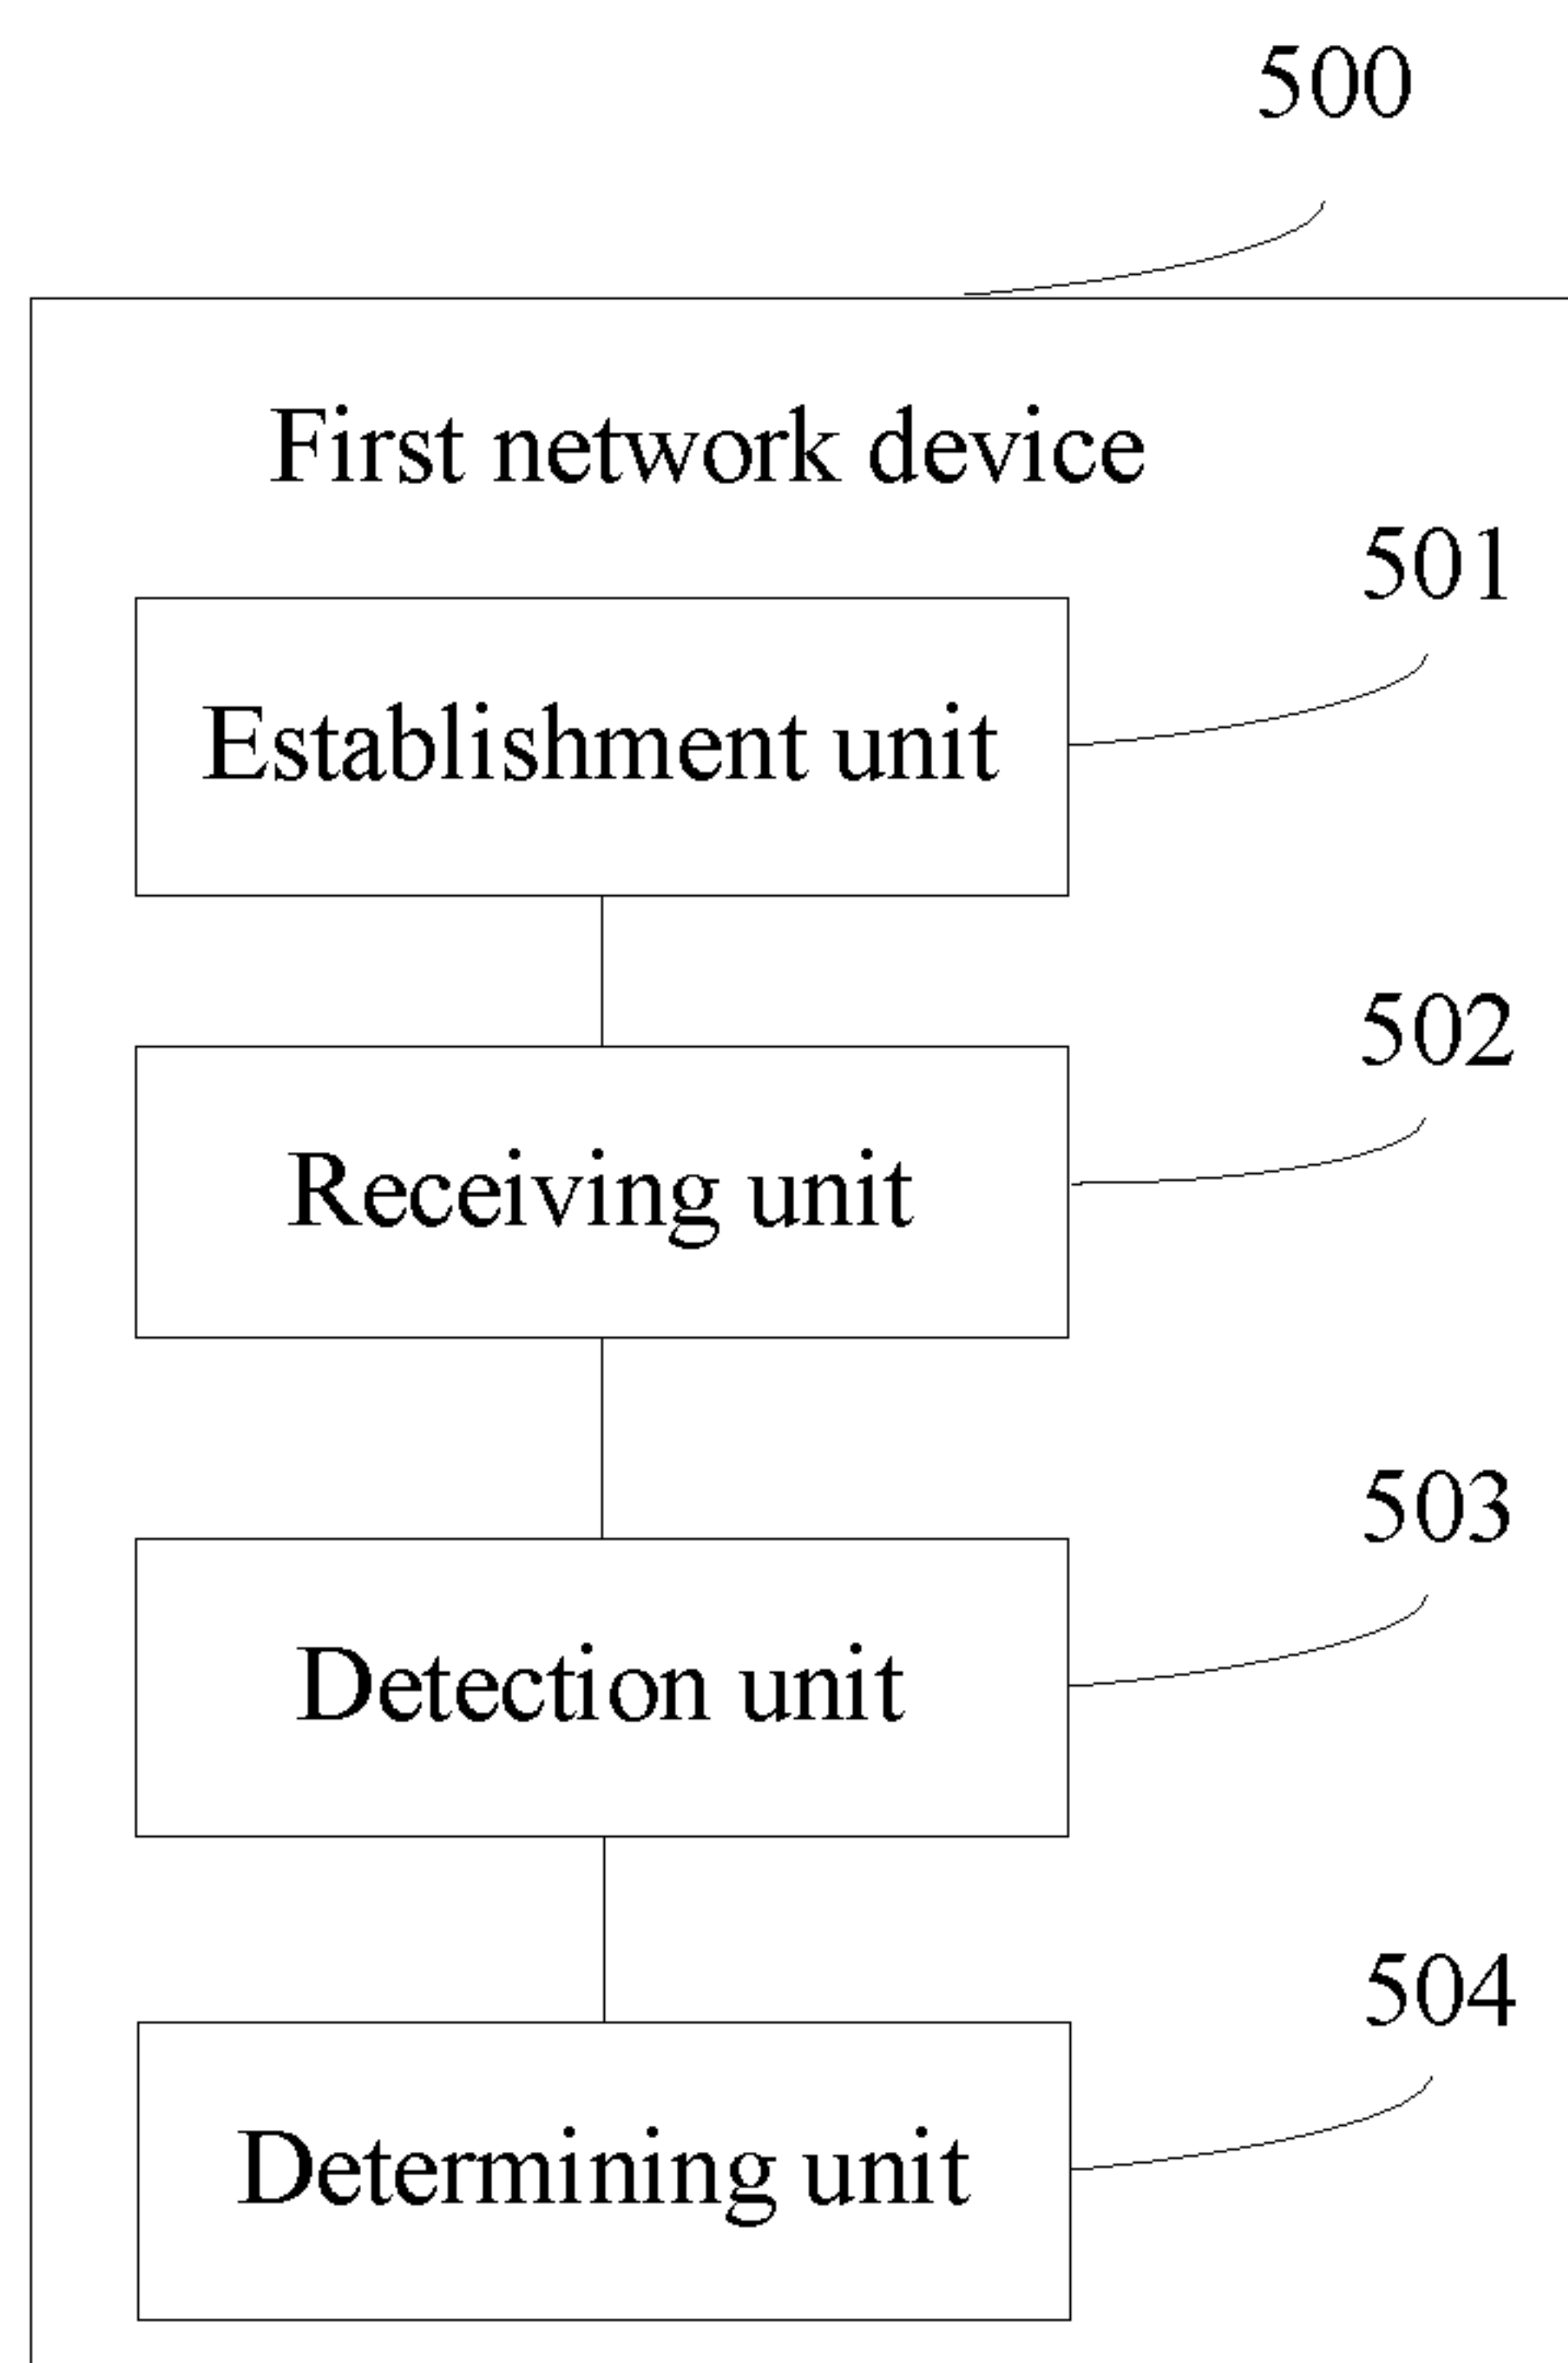 500
First network device
501
Establishment unit
502
Receiving unit
503
Detection unit
504
Determining unit